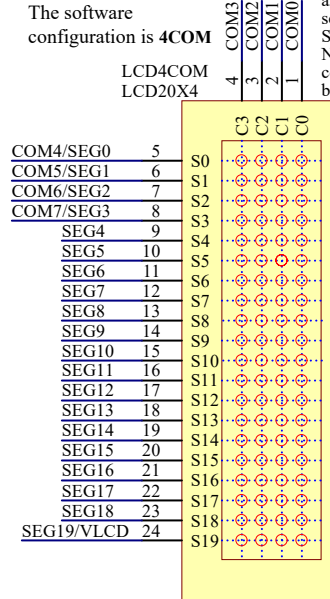 The software
configuration is 4COM
COM3
COM2
COM1
COM0
LCD4COM
LCD20X4
4
3
2
1
C3
C2
C1
C0
COM4/SEG0 5 S0
COM5/SEG1 6 S1
COM6/SEG2 7 S2
COM7/SEG3 8 S3
SEG4 9 S4
SEG5 10 S5
SEG6 11 S6
SEG7 12 S7
SEG8 13 S8
SEG9 14 S9
SEG10 15 S10
SEG11 16 S11
SEG12 17 S12
SEG13 18 S13
SEG14 19 S14
SEG15 20 S15
SEG16 21 S16
SEG17 22 S17
SEG18 23 S18
SEG19/VLCD 24 S19